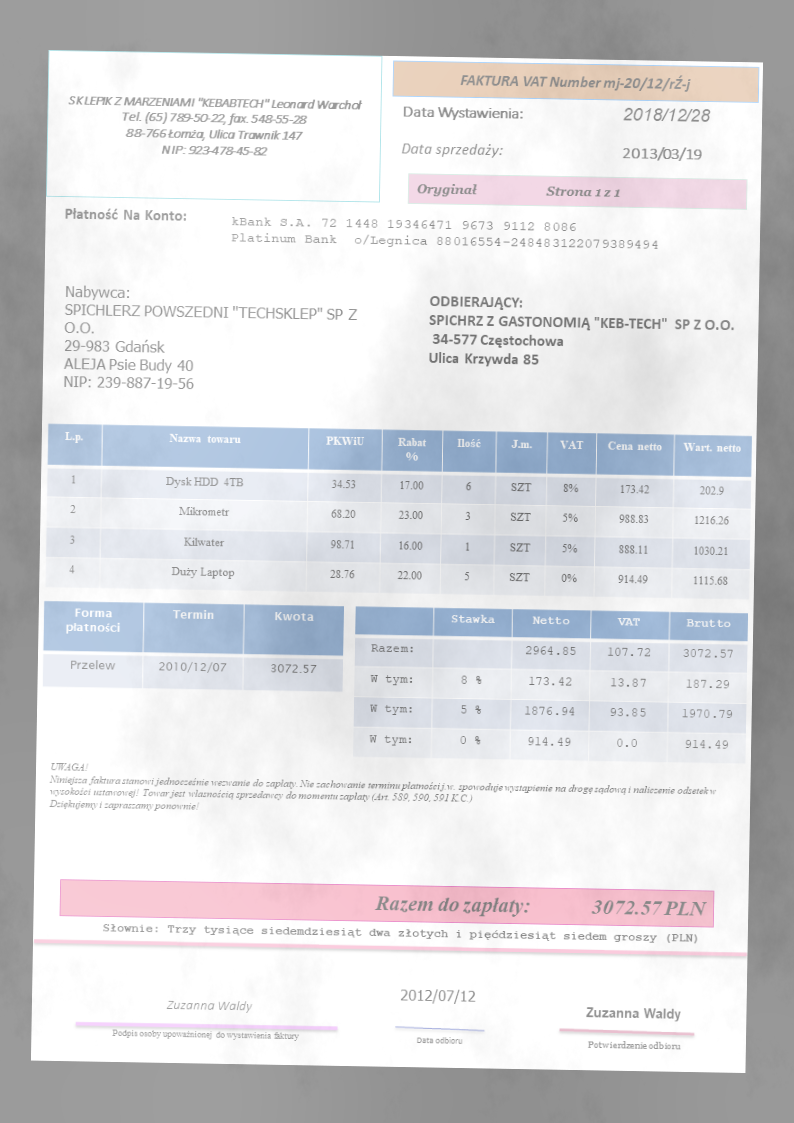 SKLEPIK Z MARZENIAMI "KEBABTECH" Leonard Warchoł
Tel. (65) 789-50-22, fax. 548-55-28
88-766 Łomża, Ulica Trawnik 147
NIP: 923-478-45-82
FAKTURA VAT Number mj-20/12/rŹ-j
Data Wystawienia: 2018/12/28
Data sprzedaży: 2013/03/19
Oryginał Strona 1 z 1
Płatność Na Konto:
kBank S.A. 72 1448 19346471 9673 9112 8086
Platinum Bank o/Legnica 88016554-248483122079389494
Nabywca:
SPICHLERZ POWSZEDNI "TECHSKLEP" SP Z
O.O.
29-983 Gdańsk
ALEJA Psie Budy 40
NIP: 239-887-19-56
ODBIERAJĄCY:
SPICHRZ Z GASTONOMIĄ "KEB-TECH" SP Z O.O.
34-577 Częstochowa
Ulica Krzywda 85
L.p. Nazwa towaru PKWiU Rabat % Ilość J.m. VAT Cena netto Wart. netto
1 Dysk HDD 4TB 34.53 17.00 6 SZT 8% 173.42 202.9
2 Mikrometr 68.20 23.00 3 SZT 5% 988.83 1216.26
3 Kilwater 98.71 16.00 1 SZT 5% 888.11 1030.21
4 Duży Laptop 28.76 22.00 5 SZT 0% 914.49 1115.68
Forma płatności Termin Kwota
Przelew 2010/12/07 3072.57
Stawka Netto VAT Brutto
Razem: 2964.85 107.72 3072.57
W tym: 8 % 173.42 13.87 187.29
W tym: 5 % 1876.94 93.85 1970.79
W tym: 0 % 914.49 0.0 914.49
UWAGA!
Niniejsza faktura stanowi jednocześnie wezwanie do zapłaty. Nie zachowanie terminu płatności j.w. spowoduje wystąpienie na drogę sądową i naliczenie odsetek w
wysokości ustawowej! Towar jest własnością sprzedawcy do momentu zapłaty (Art. 589, 590, 591 K.C.)
Dziękujemy i zapraszamy ponownie!
Razem do zapłaty: 3072.57 PLN
Słownie: Trzy tysiące siedemdziesiąt dwa złotych i pięćdziesiąt siedem groszy (PLN)
Zuzanna Waldy
Podpis osoby upoważnionej do wystawienia faktury
2012/07/12
Data odbioru
Zuzanna Waldy
Potwierdzenie odbioru